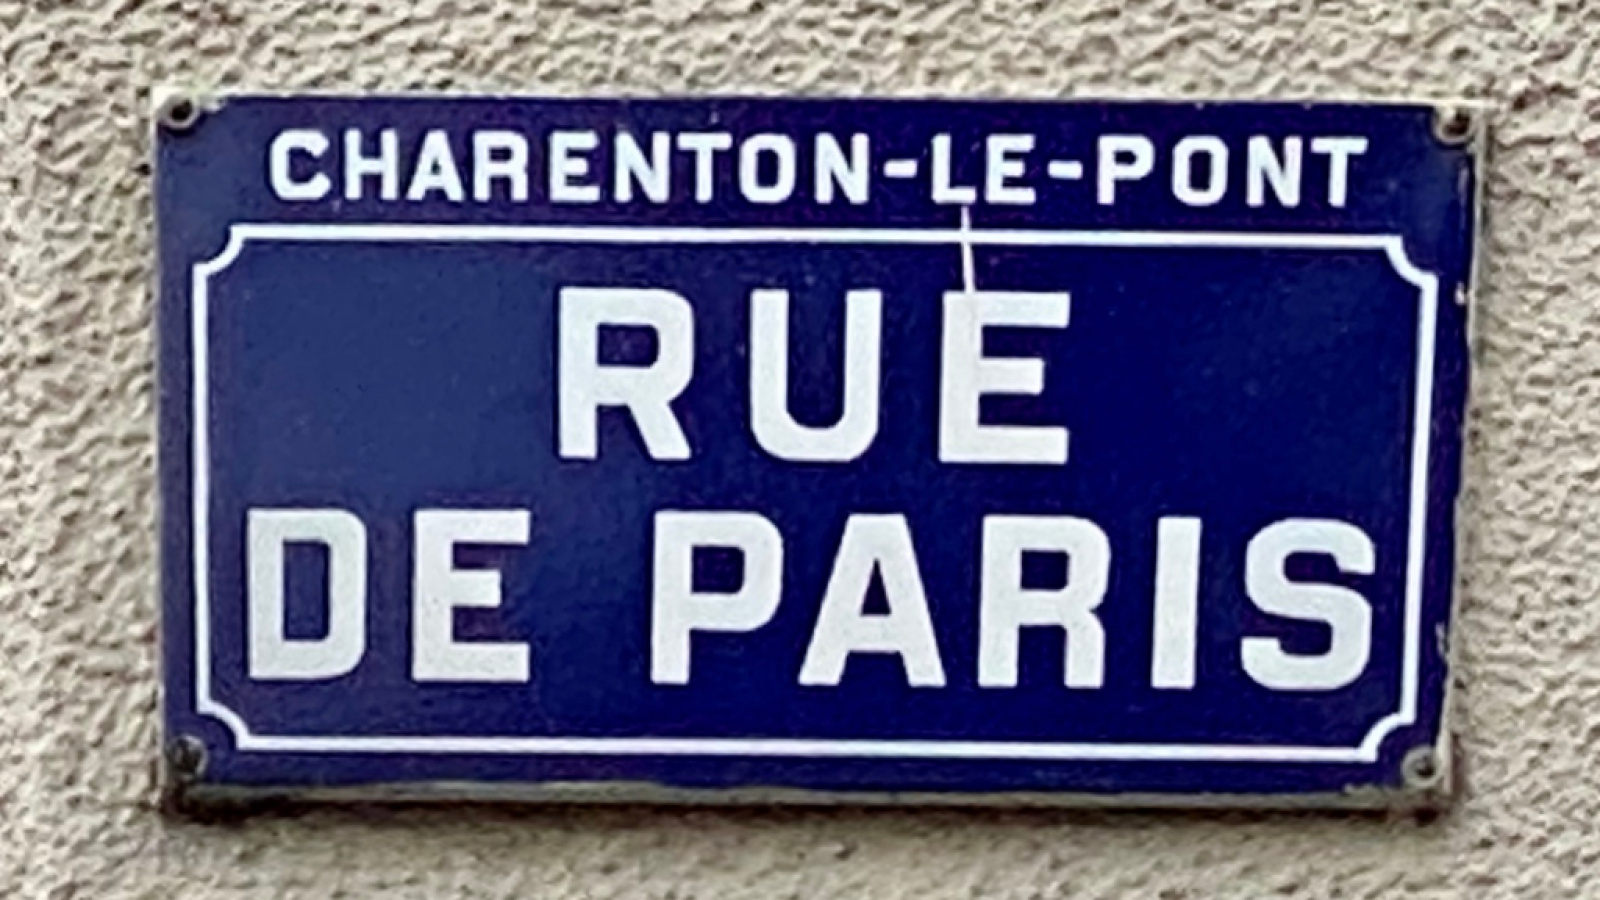 CHARENTON-LE-PONT
RUE
DE PARIS